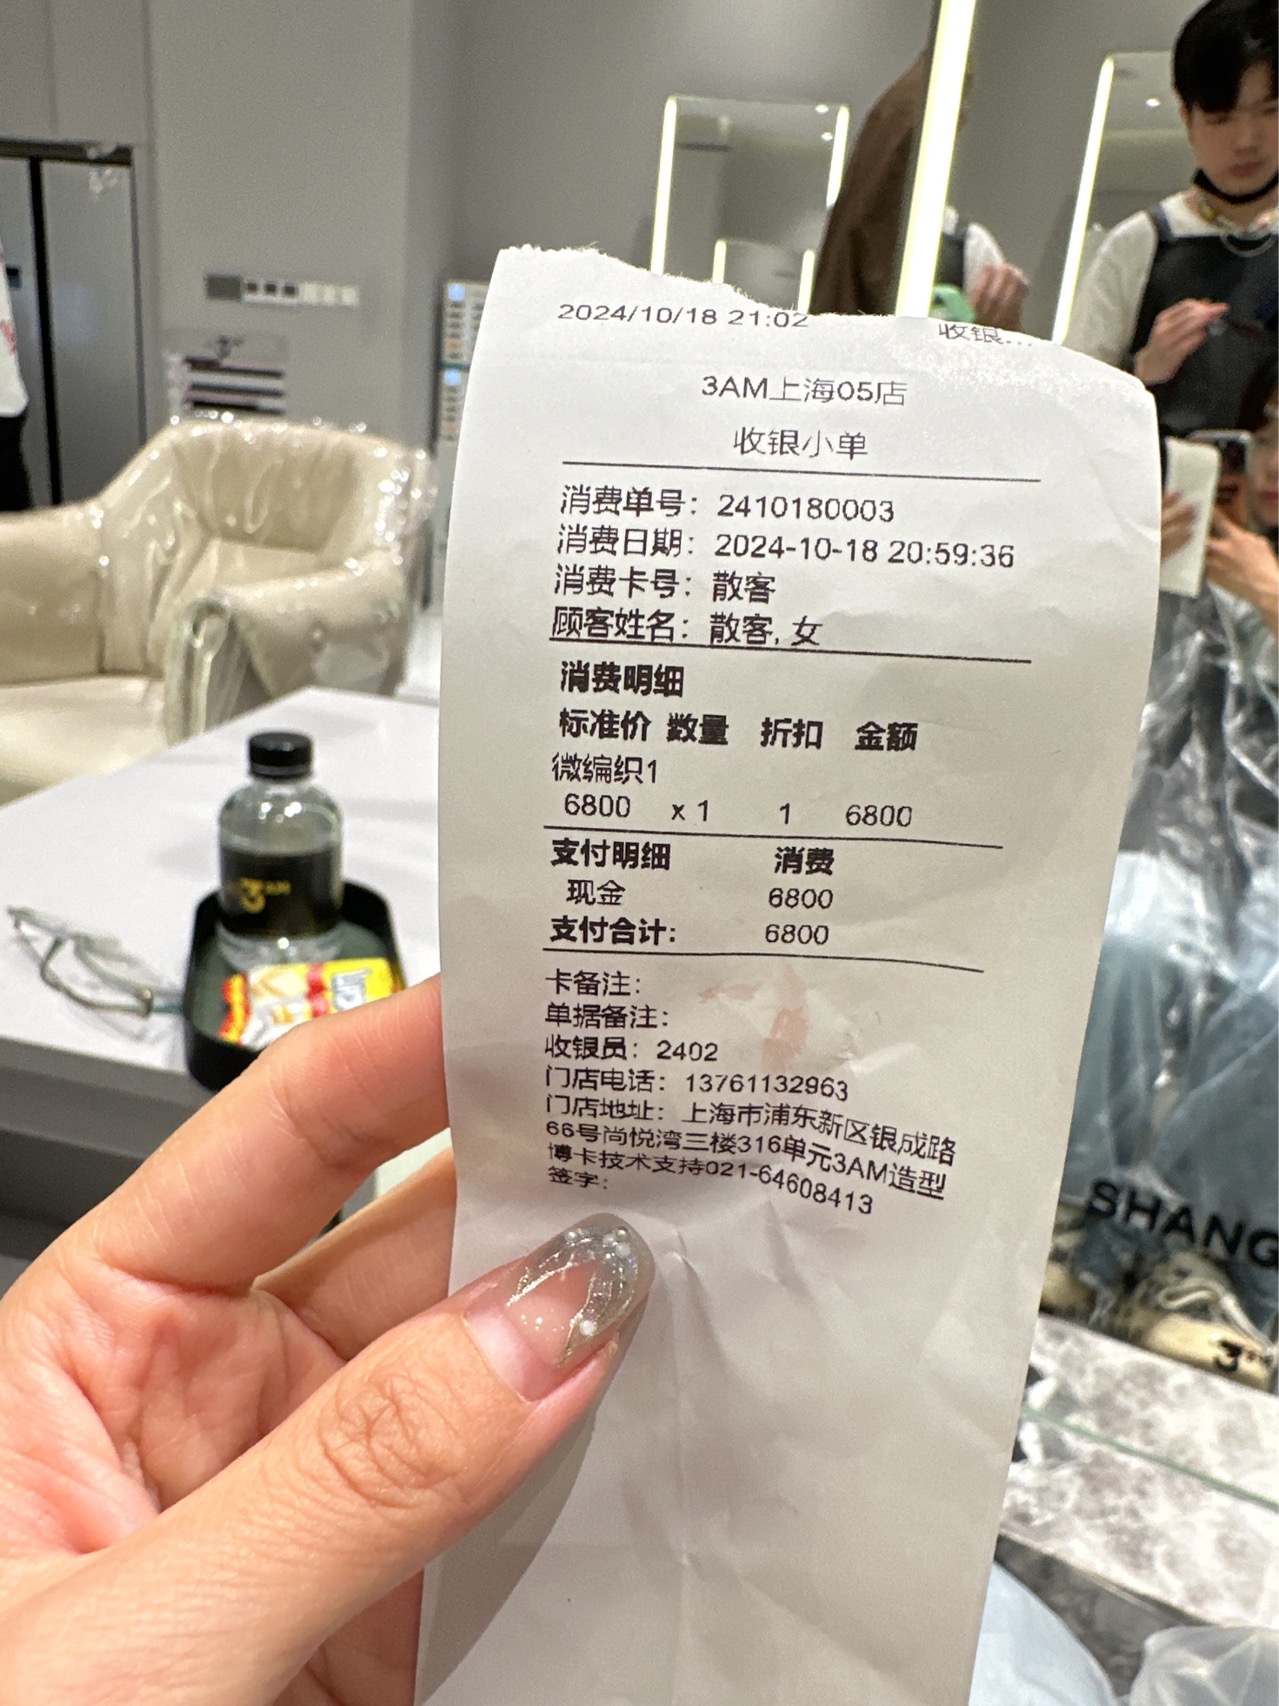 2024/10/18 21:02
收银...
3AM上海05店
收银小单
消费单号：2410180003
消费日期：2024-10-18 20:59:36
消费卡号：散客
顾客姓名：散客, 女
消费明细
标准价 数量 折扣 金额
微编织1
6800 x 1 1 6800
支付明细 消费
现金 6800
支付合计： 6800
卡备注：
单据备注：
收银员：2402
门店电话：13761132963
门店地址：上海市浦东新区银成路
66号尚悦湾三楼316单元3AM造型
博卡技术支持021-64608413
签字：
3AM
SHANG
3